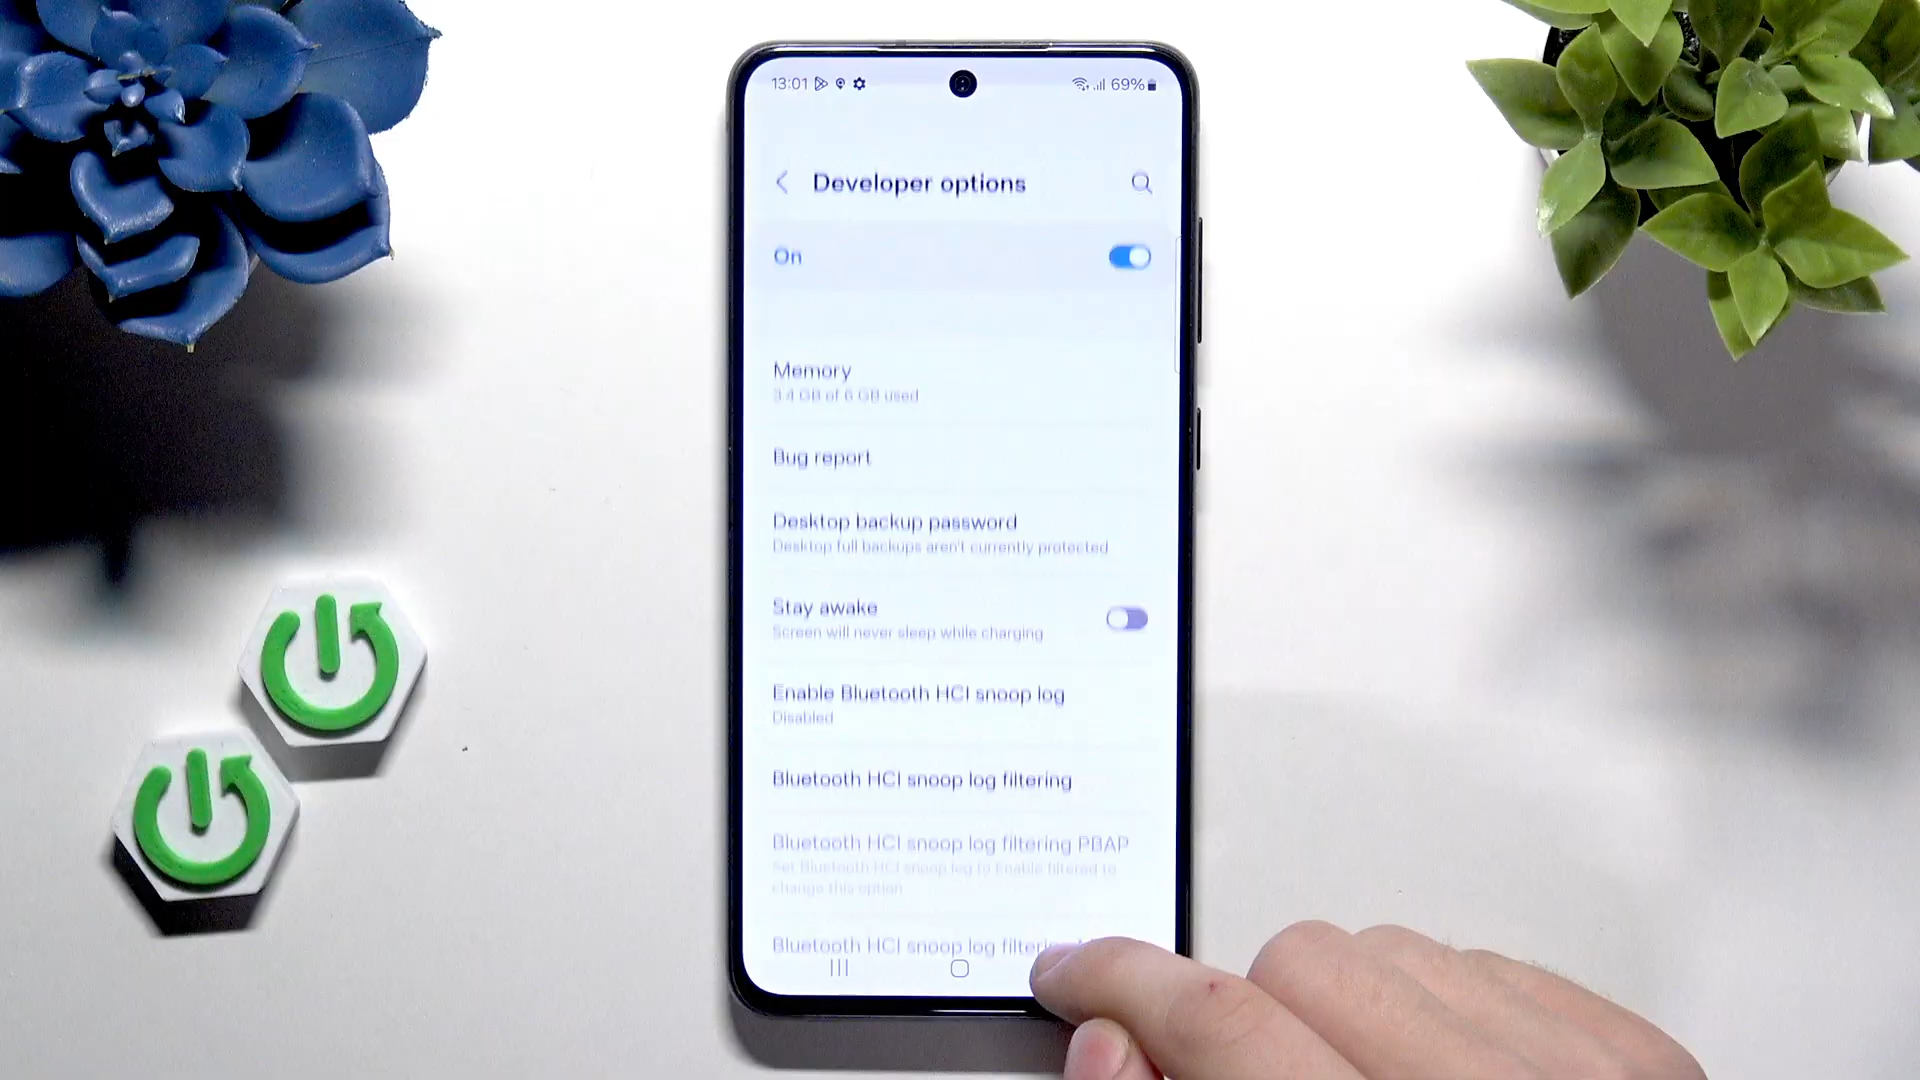 13:01 69%
Developer options
On
Memory
3.4 GB of 6 GB used
Bug report
Desktop backup password
Desktop full backups aren't currently protected
Stay awake
Screen will never sleep while charging
Enable Bluetooth HCI snoop log
Disabled
Bluetooth HCI snoop log filtering
Bluetooth HCI snoop log filtering PBAP
Set Bluetooth HCI snoop log to Enable filtered to
change this option
Bluetooth HCI snoop log filtering